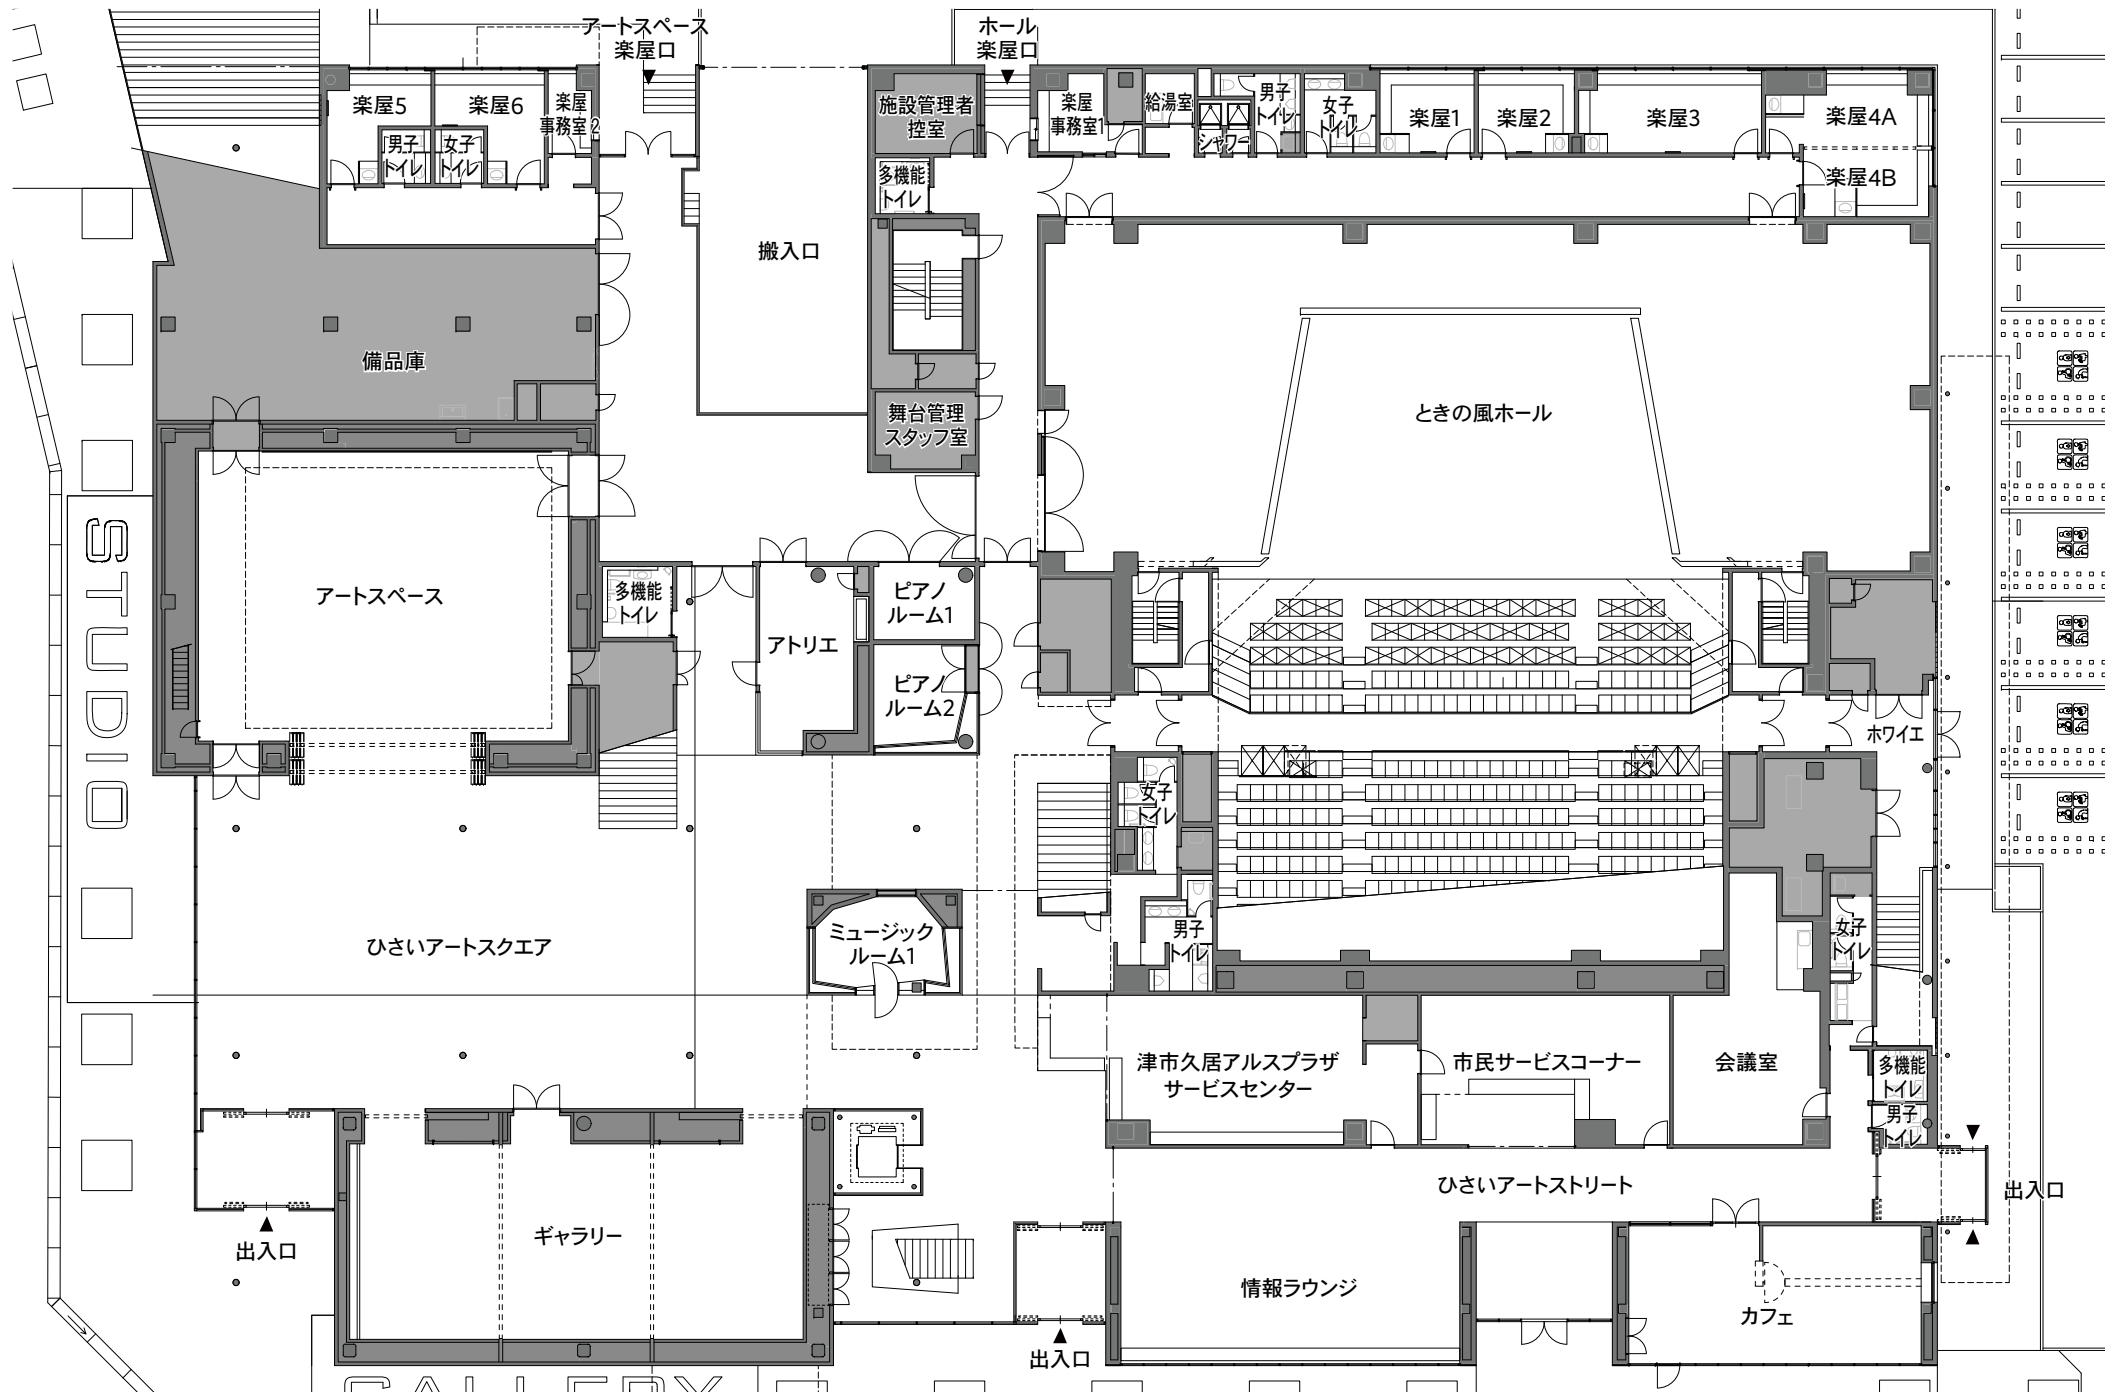 アートスペース
楽屋口
ホール
楽屋口
楽屋5
楽屋6
楽屋
事務室2
男子
トイレ
女子
トイレ
施設管理者
控室
楽屋
事務室1
給湯室
シャワー
男子
トイレ
女子
トイレ
楽屋1
楽屋2
楽屋3
楽屋4A
楽屋4B
多機能
トイレ
搬入口
備品庫
舞台管理
スタッフ室
ときの風ホール
STUDIO
アートスペース
多機能
トイレ
アトリエ
ピアノ
ルーム1
ピアノ
ルーム2
ホワイエ
女子
トイレ
男子
トイレ
女子
トイレ
ひさいアートスクエア
ミュージック
ルーム1
津市久居アルスプラザ
サービスセンター
市民サービスコーナー
会議室
多機能
トイレ
男子
トイレ
ひさいアートストリート
出入口
出入口
ギャラリー
情報ラウンジ
カフェ
出入口
GALLERY